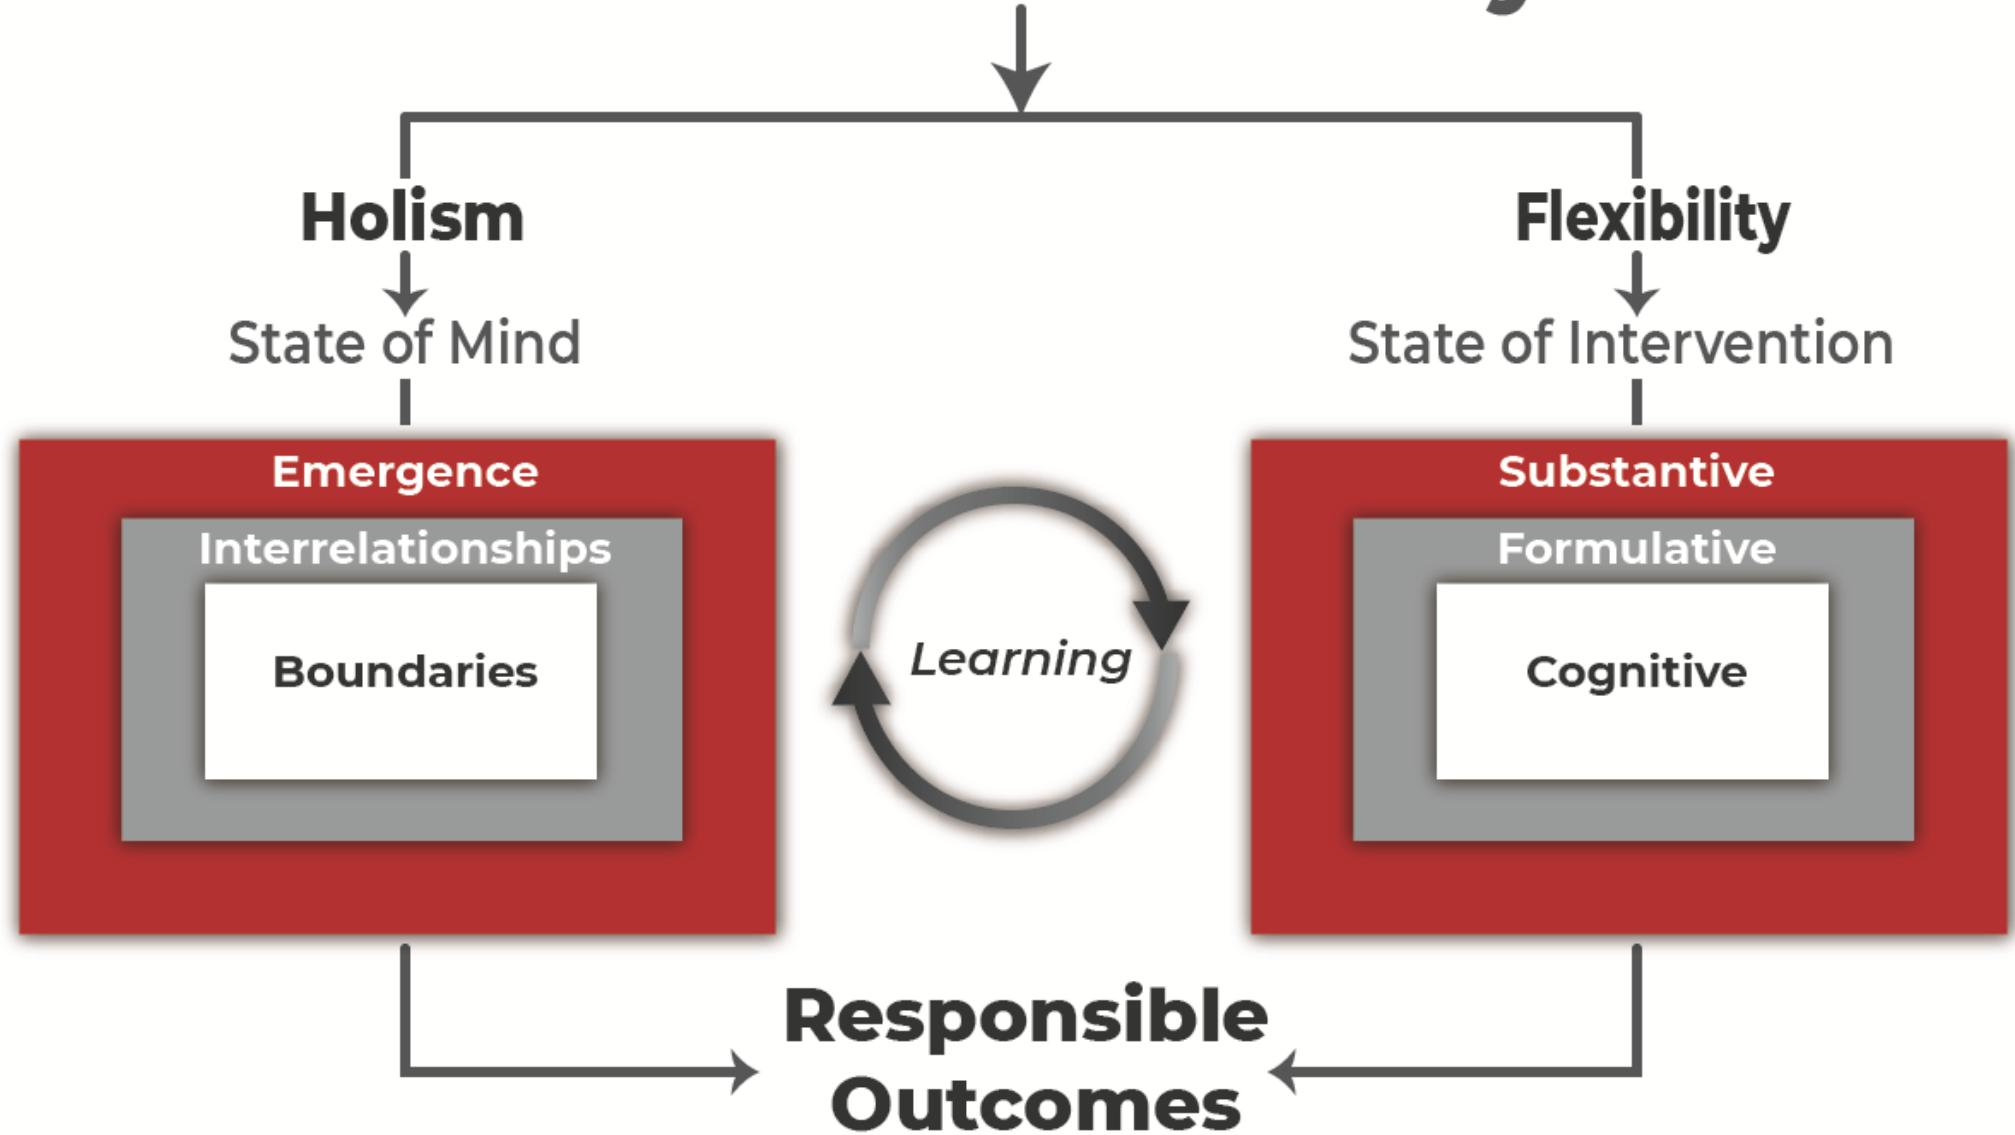 Holism
Flexibility
State of Mind
State of Intervention
Emergence
Substantive
Interrelationships
Formulative
Learning
Boundaries
Cognitive
Responsible
Outcomes